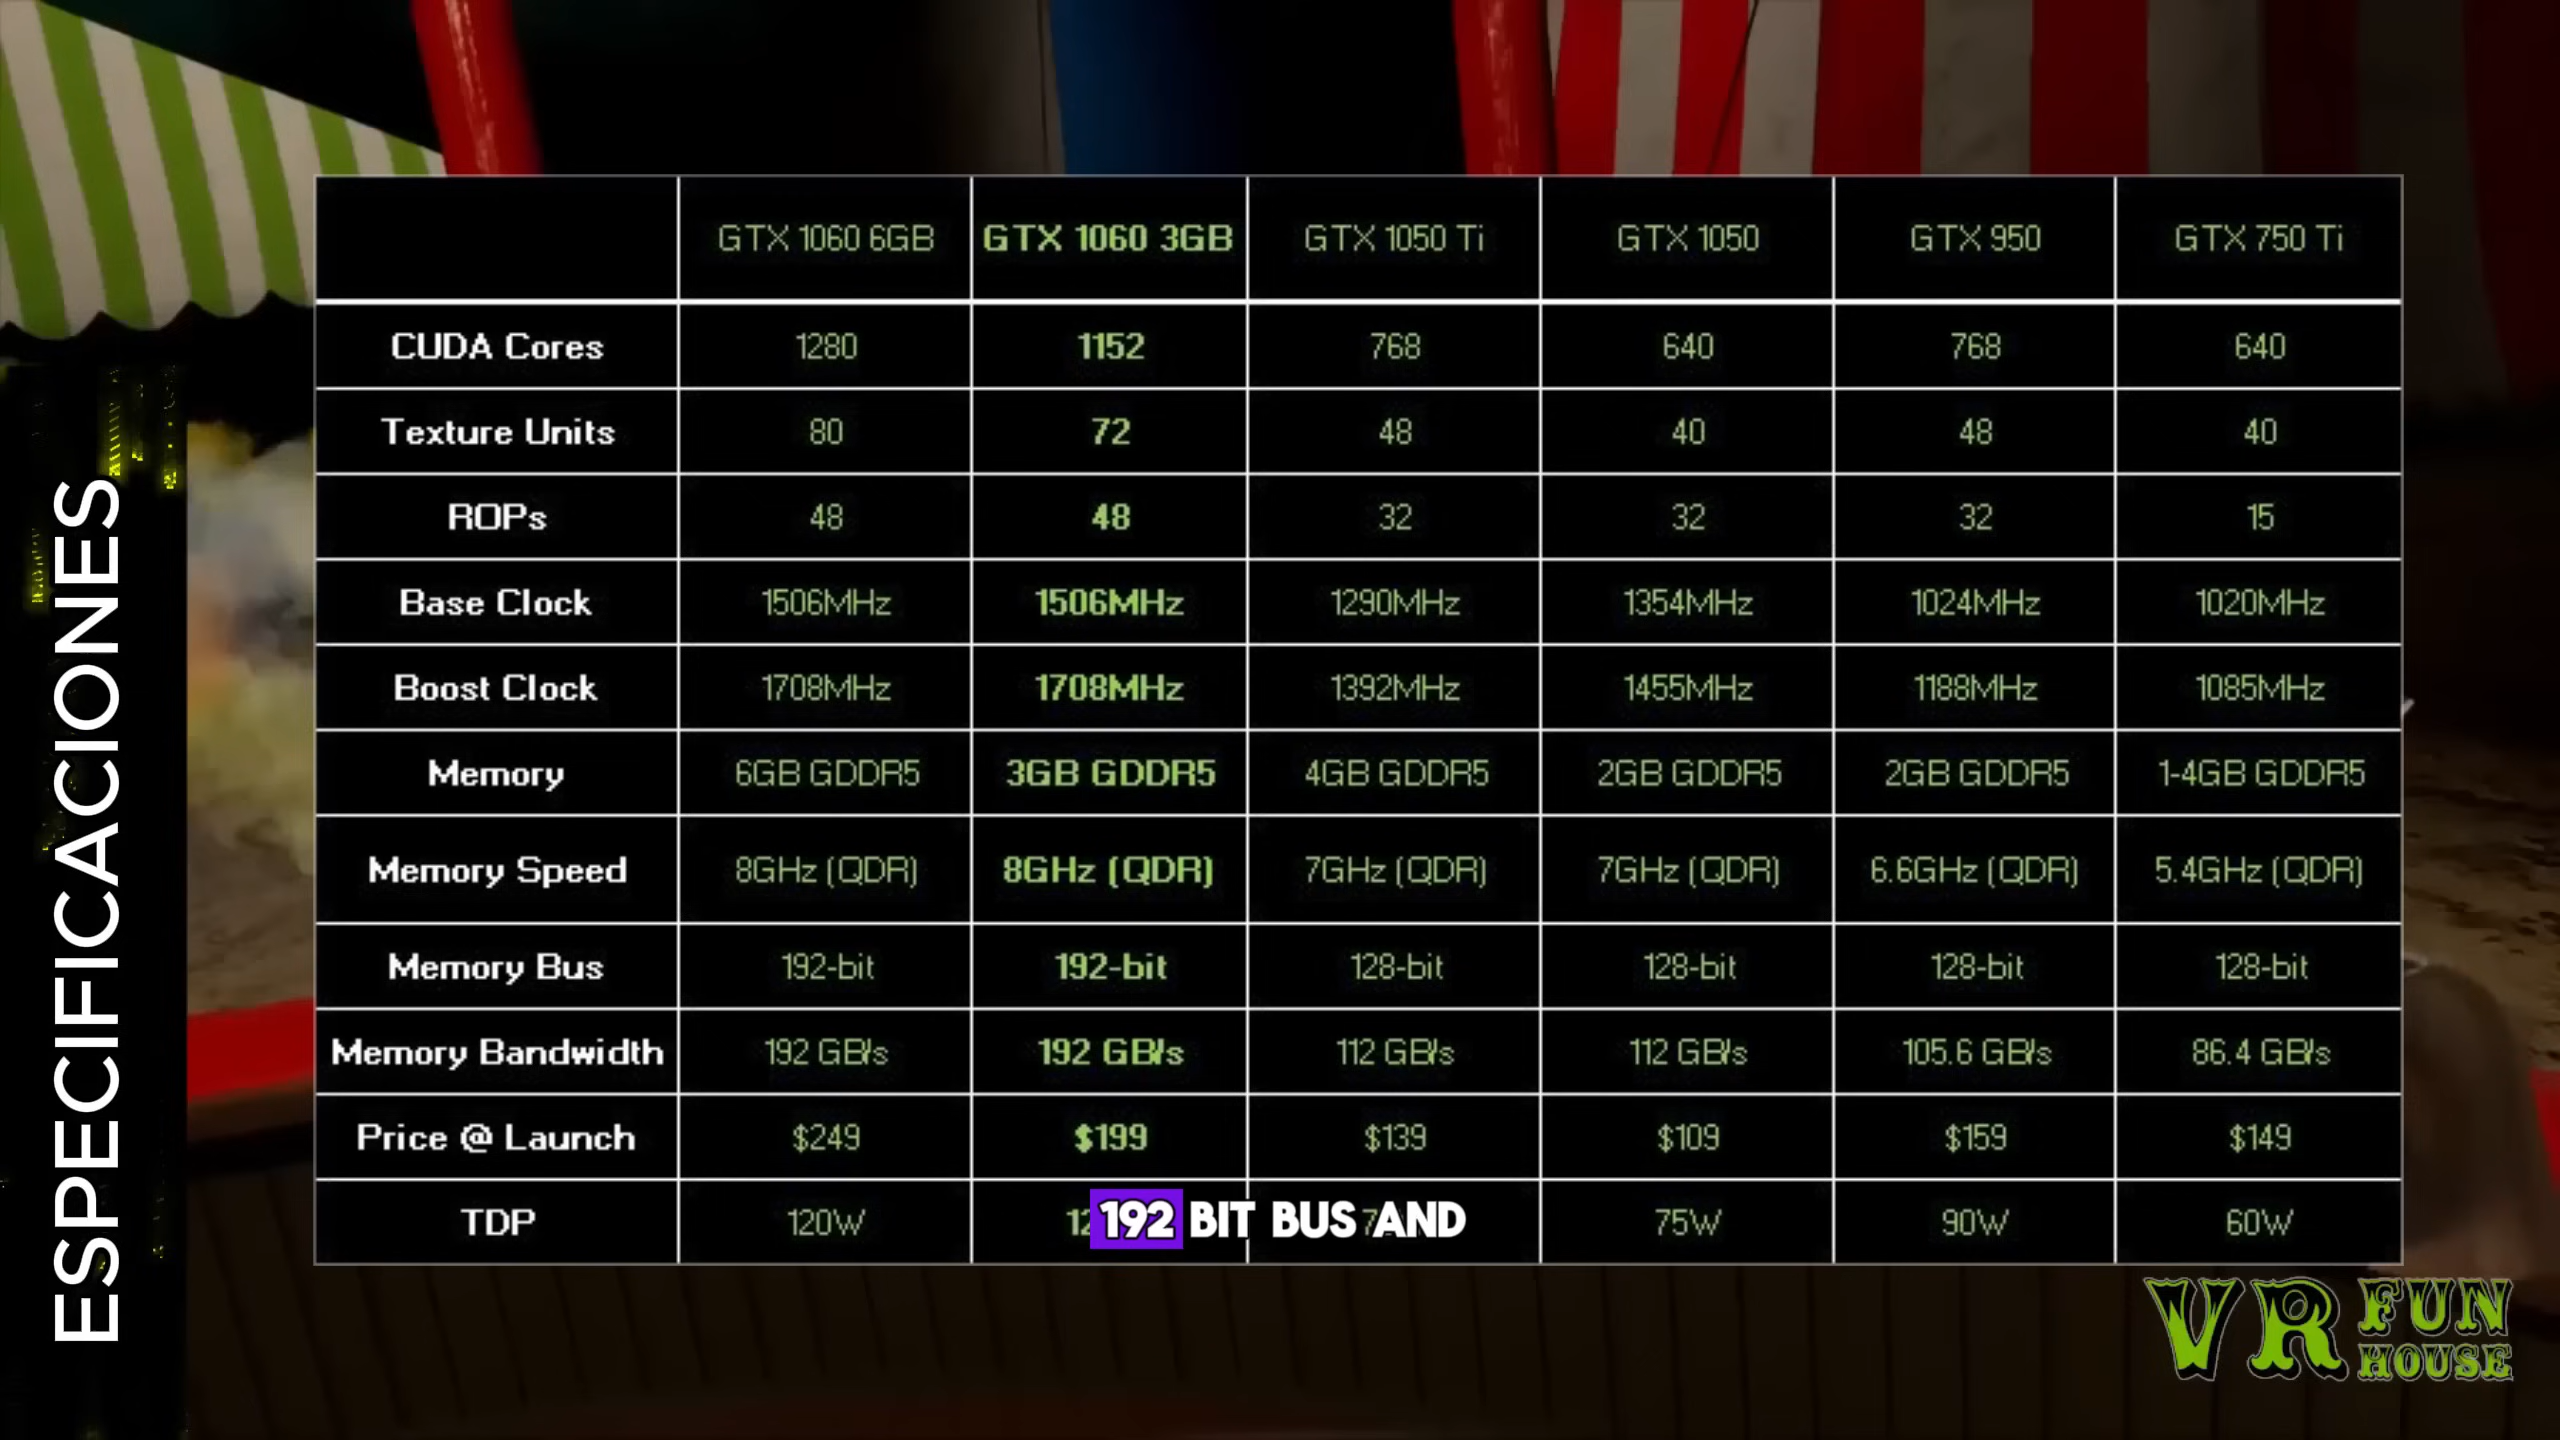 ESPECIFICACIONES
GTX 1060 6GB GTX 1060 3GB GTX 1050 Ti GTX 1050 GTX 950 GTX 750 Ti
CUDA Cores 1280 1152 768 640 768 640
Texture Units 80 72 48 40 48 40
ROPs 48 48 32 32 32 15
Base Clock 1506MHz 1506MHz 1290MHz 1354MHz 1024MHz 1020MHz
Boost Clock 1708MHz 1708MHz 1392MHz 1455MHz 1188MHz 1085MHz
Memory 6GB GDDR5 3GB GDDR5 4GB GDDR5 2GB GDDR5 2GB GDDR5 1-4GB GDDR5
Memory Speed 8GHz (QDR) 8GHz (QDR) 7GHz (QDR) 7GHz (QDR) 6.6GHz (QDR) 5.4GHz (QDR)
Memory Bus 192-bit 192-bit 128-bit 128-bit 128-bit 128-bit
Memory Bandwidth 192 GB/s 192 GB/s 112 GB/s 112 GB/s 105.6 GB/s 86.4 GB/s
Price @ Launch $249 $199 $139 $109 $159 $149
TDP 120W 75W 90W 60W
192 BIT BUS AND
VR FUN
HOUSE